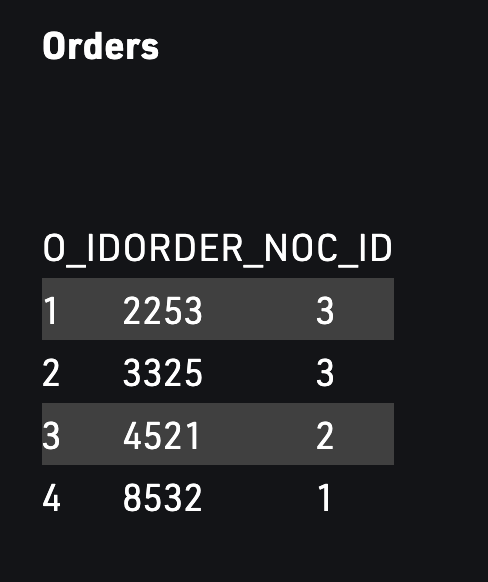 Orders
O_IDORDER_NOC_ID
1 2253 3
2 3325 3
3 4521 2
4 8532 1